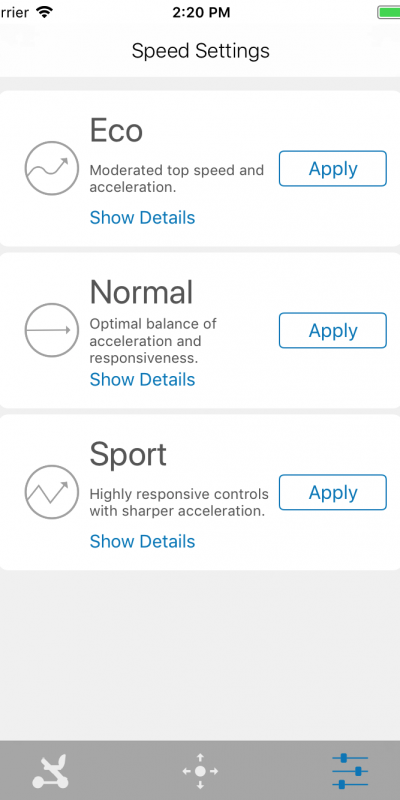 rrier 2:20 PM
Speed Settings
Eco
Moderated top speed and
acceleration.
Show Details
Apply
Normal
Optimal balance of
acceleration and
responsiveness.
Show Details
Apply
Sport
Highly responsive controls
with sharper acceleration.
Show Details
Apply